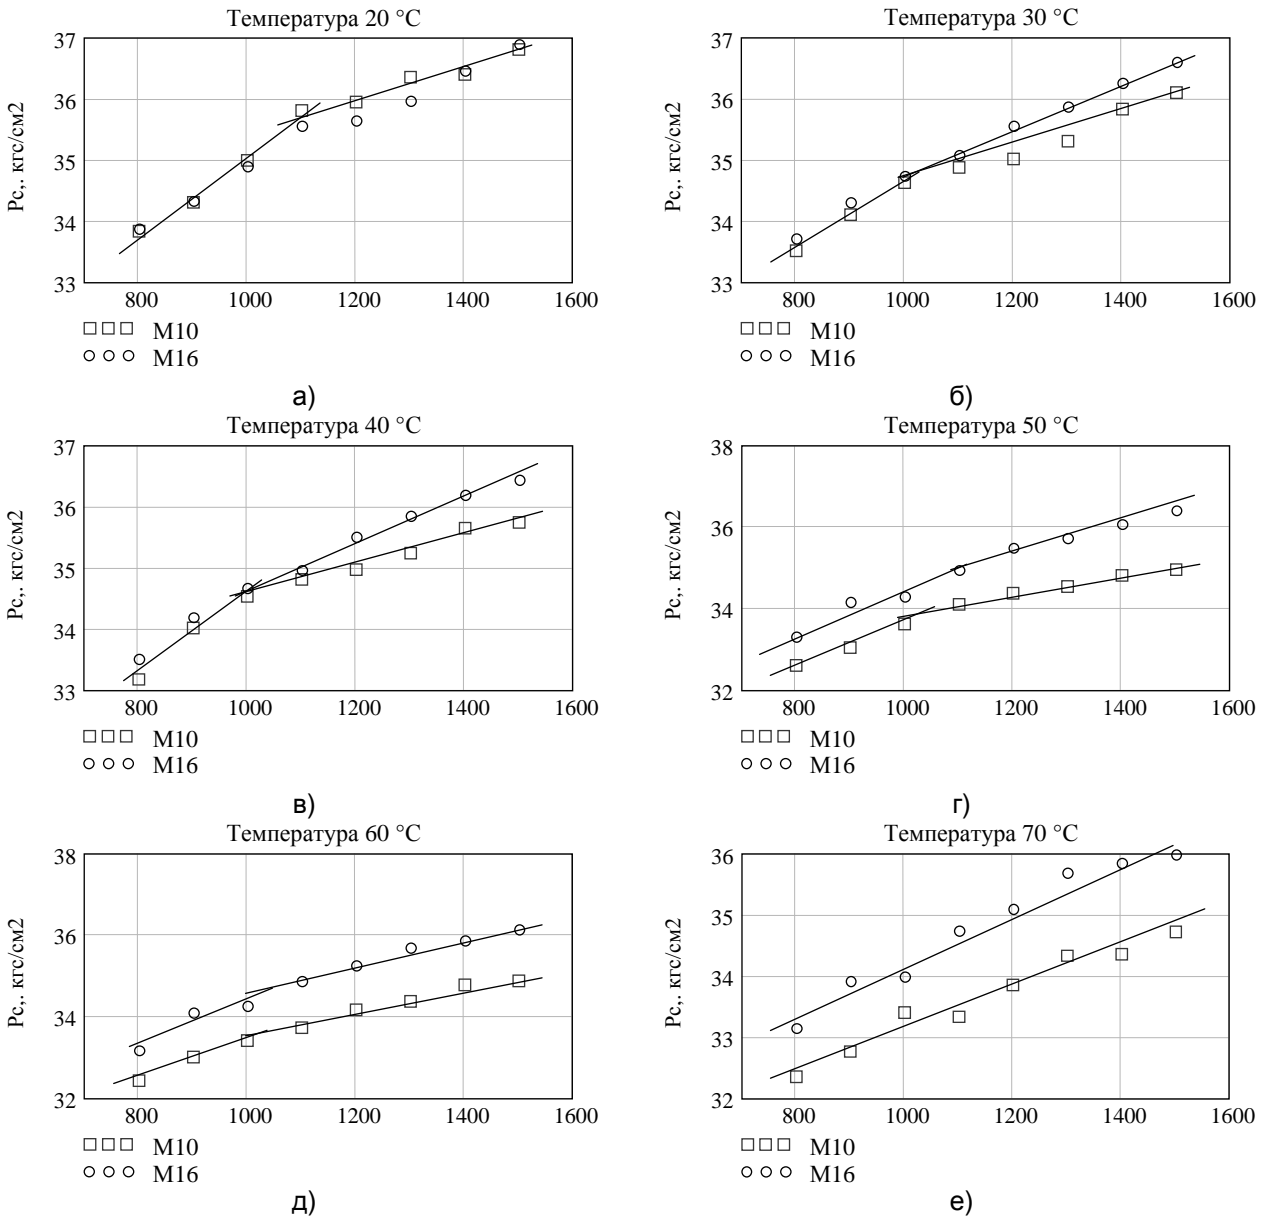 Температура 20 °C
Рс,. кгс/см2
37
36
35
34
33
800 1000 1200 1400 1600
М10
М16
а)
Температура 30 °C
Рс,. кгс/см2
37
36
35
34
33
800 1000 1200 1400 1600
М10
М16
б)
Температура 40 °C
Рс,. кгс/см2
37
36
35
34
33
800 1000 1200 1400 1600
М10
М16
в)
Температура 50 °C
Рс,. кгс/см2
38
36
34
32
800 1000 1200 1400 1600
М10
М16
г)
Температура 60 °C
Рс,. кгс/см2
38
36
34
32
800 1000 1200 1400 1600
М10
М16
д)
Температура 70 °C
Рс,. кгс/см2
36
35
34
33
32
800 1000 1200 1400 1600
М10
М16
е)